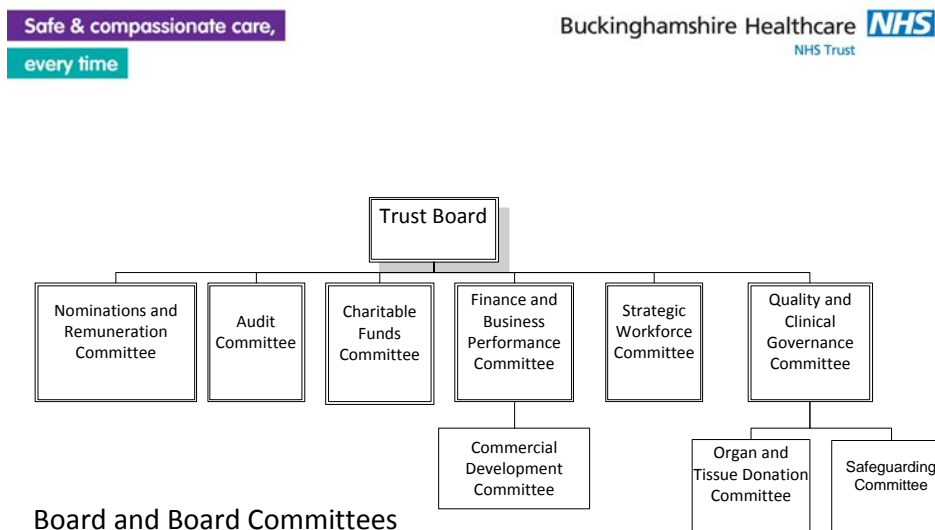 Safe & compassionate care,
every time
Buckinghamshire Healthcare NHS
NHS Trust
Trust Board
Nominations and
Remuneration
Committee
Audit
Committee
Charitable
Funds
Committee
Finance and
Business
Performance
Committee
Strategic
Workforce
Committee
Quality and
Clinical
Governance
Committee
Commercial
Development
Committee
Organ and
Tissue Donation
Committee
Safeguarding
Committee
Board and Board Committees